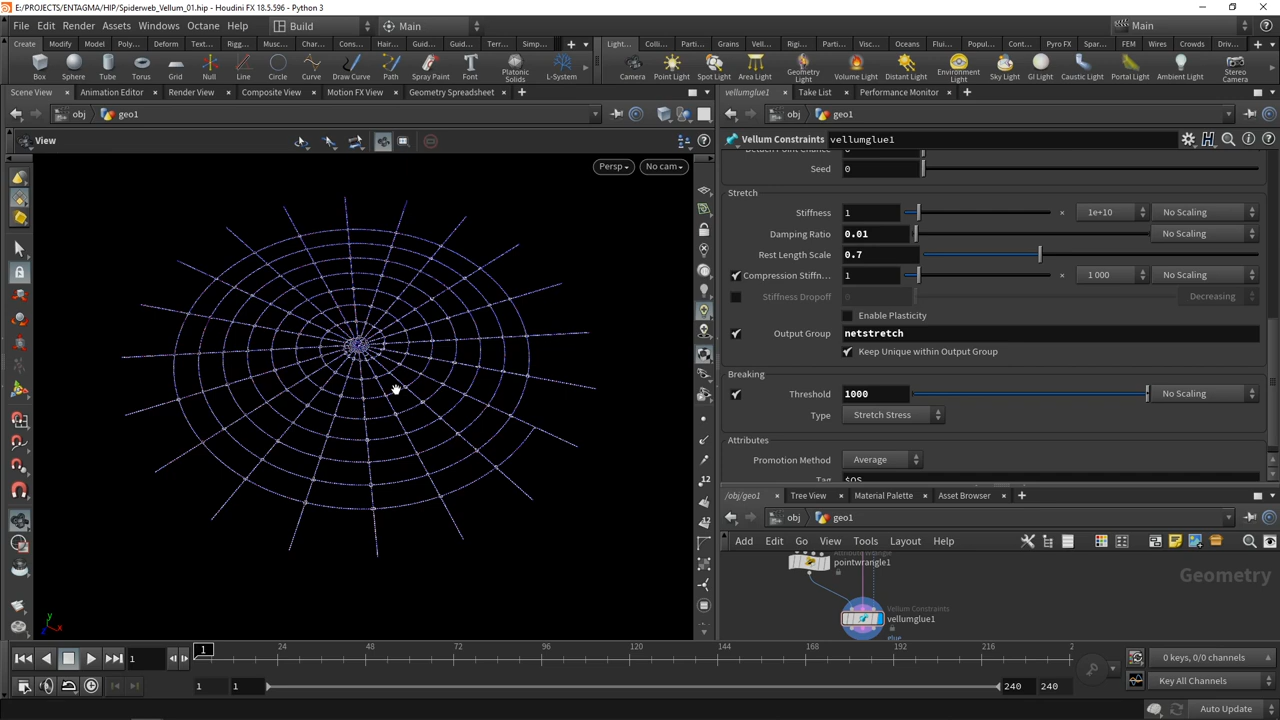 E:/PROJECTS/ENTAGMA/HIP/Spiderweb_Vellum_01.hip - Houdini FX 18.5.596 - Python 3
File Edit Render Assets Windows Octane Help Build Main Main
Create Modify Model Poly... Deform Text... Rigg... Musc... Char... Cons... Hair... Guid... Guid... Terr... Simp...
Light... Colli... Parti... Grains Vell... Rigi... Parti... Visc... Oceans Flui... Popul... Cont... Pyro FX Spar... FEM Wires Crowds Driv...
Box Sphere Tube Torus Grid Null Line Circle Curve Draw Curve Path Spray Paint Font Platonic Solids L-System
Camera Point Light Spot Light Area Light Geometry Light Volume Light Distant Light Environment Light Sky Light GI Light Caustic Light Portal Light Ambient Light Stereo Camera
Scene View Animation Editor Render View Composite View Motion FX View Geometry Spreadsheet
vellumglue1 Take List Performance Monitor
obj geo1
obj geo1
View
Vellum Constraints vellumglue1
Persp No cam
Seed 0
Stretch
Stiffness 1 × 1e+10 No Scaling
Damping Ratio 0.01 No Scaling
Rest Length Scale 0.7
Compression Stiffn... 1 × 1 000 No Scaling
Stiffness Dropoff 0 Decreasing
Enable Plasticity
Output Group netstretch
Keep Unique within Output Group
Breaking
Threshold 1000 No Scaling
Type Stretch Stress
Attributes
Promotion Method Average
Tag $OS
/obj/geo1 Tree View Material Palette Asset Browser
obj geo1
Add Edit Go View Tools Layout Help
Attribute Wrangle
pointwrangle1
Geometry
Vellum Constraints
vellumglue1
glue
1 1 24 48 72 96 120 144 168 192 216 2
1 1 240 240
0 keys, 0/0 channels
Key All Channels
Auto Update